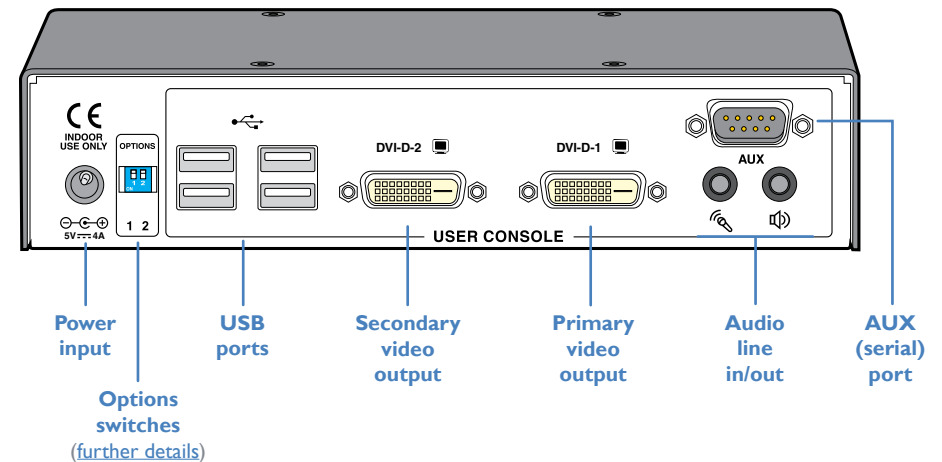 CE
INDOOR
USE ONLY
OPTIONS
1 2
ON
1 2
5V 4A
DVI-D-2
DVI-D-1
AUX
USER CONSOLE
Power
input
Options
switches
(further details)
USB
ports
Secondary
video
output
Primary
video
output
Audio
line
in/out
AUX
(serial)
port